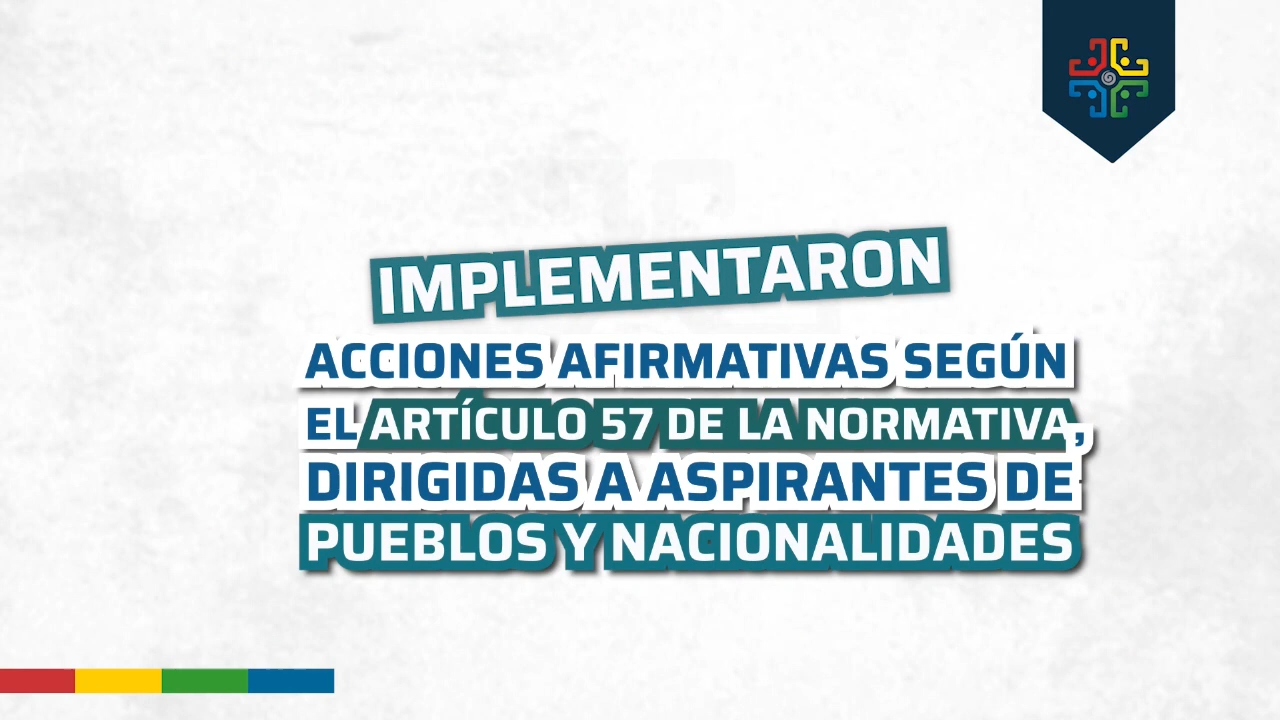 IMPLEMENTARON
ACCIONES AFIRMATIVAS SEGÚN
EL ARTÍCULO 57 DE LA NORMATIVA,
DIRIGIDAS A ASPIRANTES DE
PUEBLOS Y NACIONALIDADES